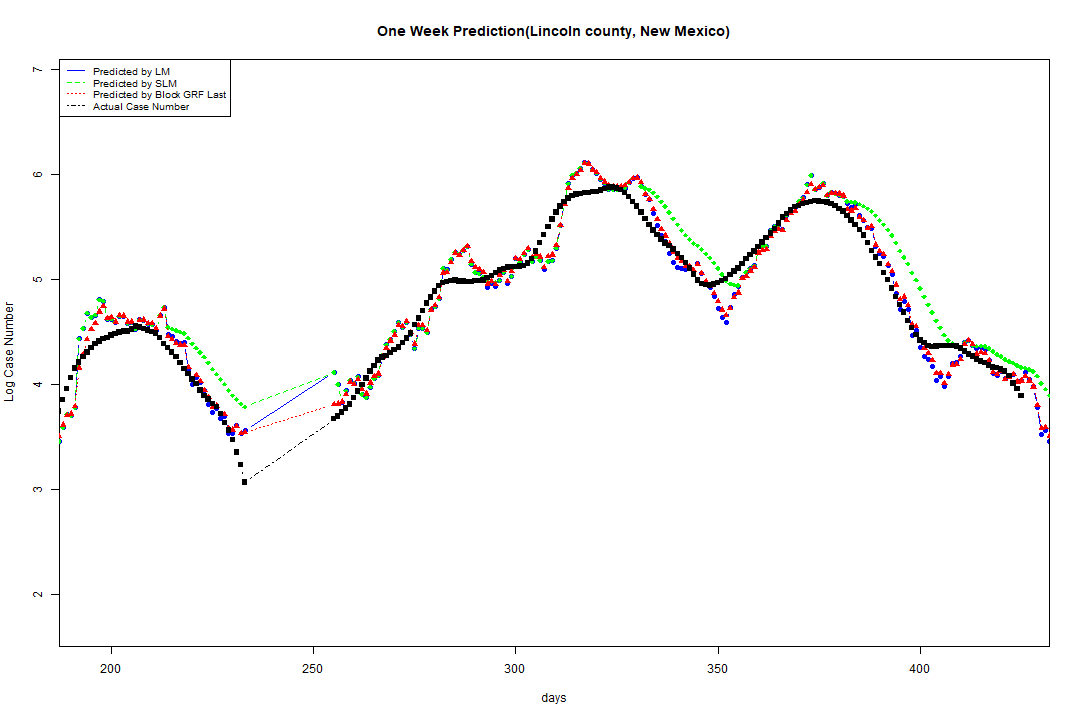 One Week Prediction(Lincoln county, New Mexico)
Predicted by LM
Predicted by SLM
Predicted by Block GRF Last
Actual Case Number
7
6
5
4
3
2
Log Case Number
200
250
300
350
400
days